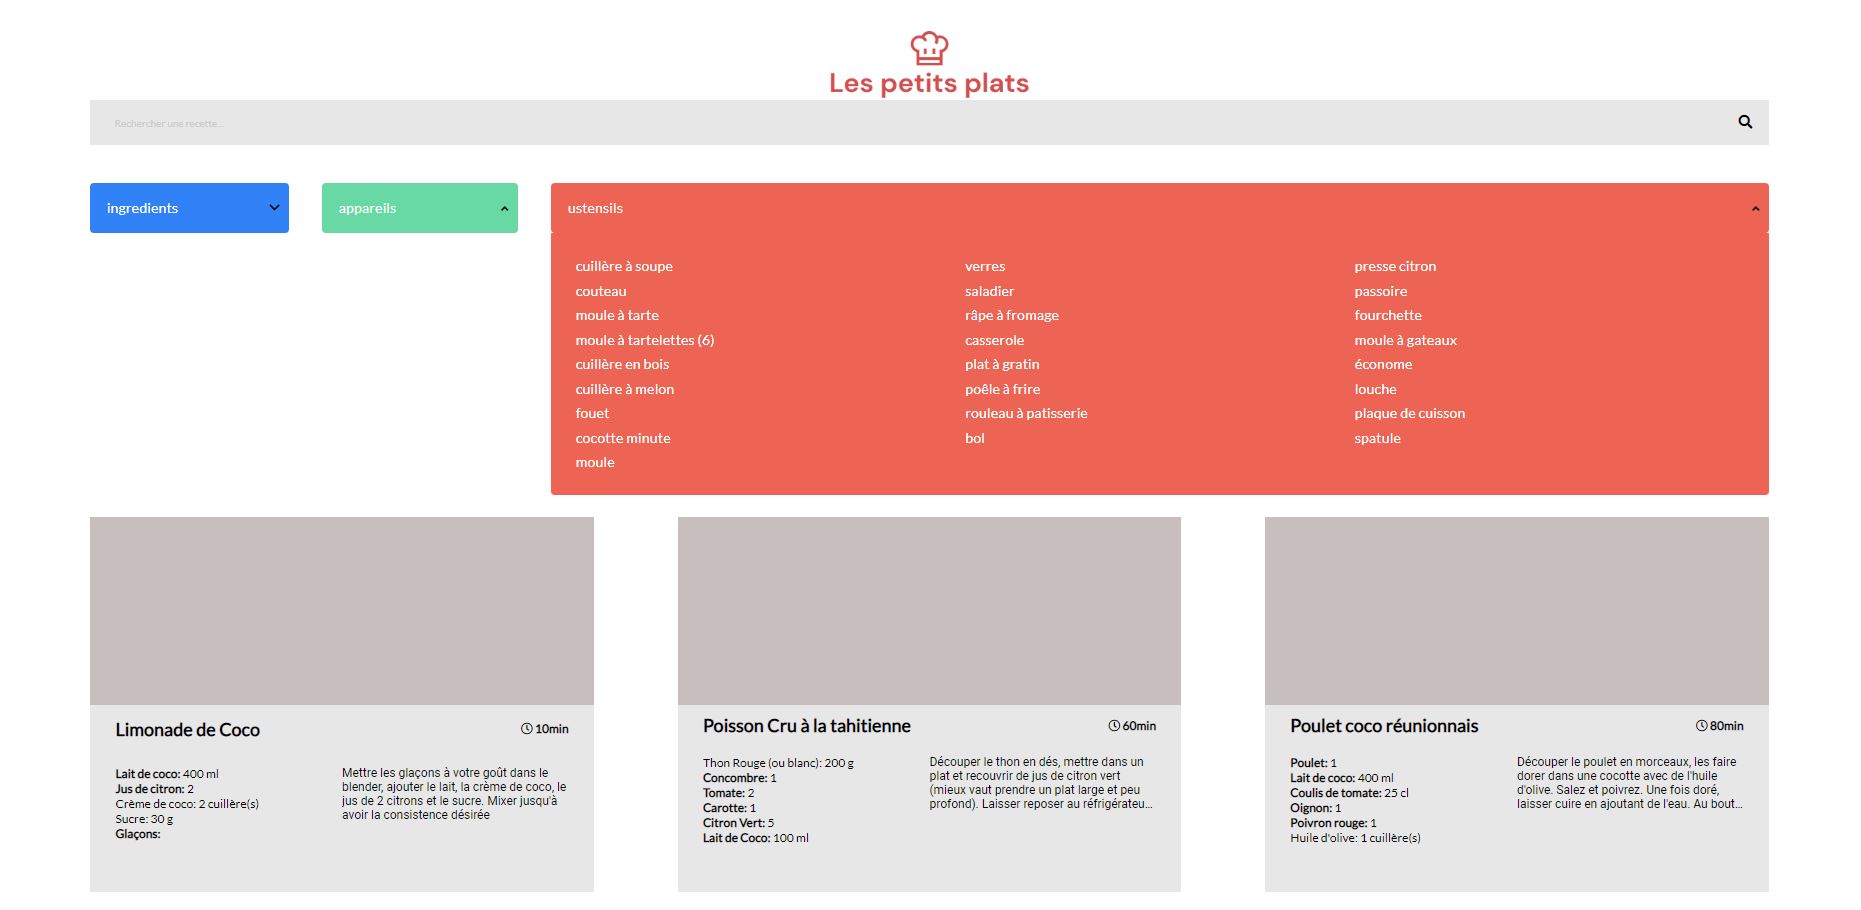 Les petits plats
Rechercher une recette...
ingredients
appareils
ustensils
cuillère à soupe
couteau
moule à tarte
moule à tartelettes (6)
cuillère en bois
cuillère à melon
fouet
cocotte minute
moule
verres
saladier
râpe à fromage
casserole
plat à gratin
poêle à frire
rouleau à patisserie
bol
presse citron
passoire
fourchette
moule à gateaux
économe
louche
plaque de cuisson
spatule
Limonade de Coco
10min
Lait de coco: 400 ml
Jus de citron: 2
Crème de coco: 2 cuillère(s)
Sucre: 30 g
Glaçons:
Mettre les glaçons à votre goût dans le
blender, ajouter le lait, la crème de coco, le
jus de 2 citrons et le sucre. Mixer jusqu'à
avoir la consistence désirée
Poisson Cru à la tahitienne
60min
Thon Rouge (ou blanc): 200 g
Concombre: 1
Tomate: 2
Carotte: 1
Citron Vert: 5
Lait de Coco: 100 ml
Découper le thon en dés, mettre dans un
plat et recouvrir de jus de citron vert
(mieux vaut prendre un plat large et peu
profond). Laisser reposer au réfrigérateu...
Poulet coco réunionnais
80min
Poulet: 1
Lait de coco: 400 ml
Coulis de tomate: 25 cl
Oignon: 1
Poivron rouge: 1
Huile d'olive: 1 cuillère(s)
Découper le poulet en morceaux, les faire
dorer dans une cocotte avec de l'huile
d'olive. Salez et poivrez. Une fois doré,
laisser cuire en ajoutant de l'eau. Au bout...